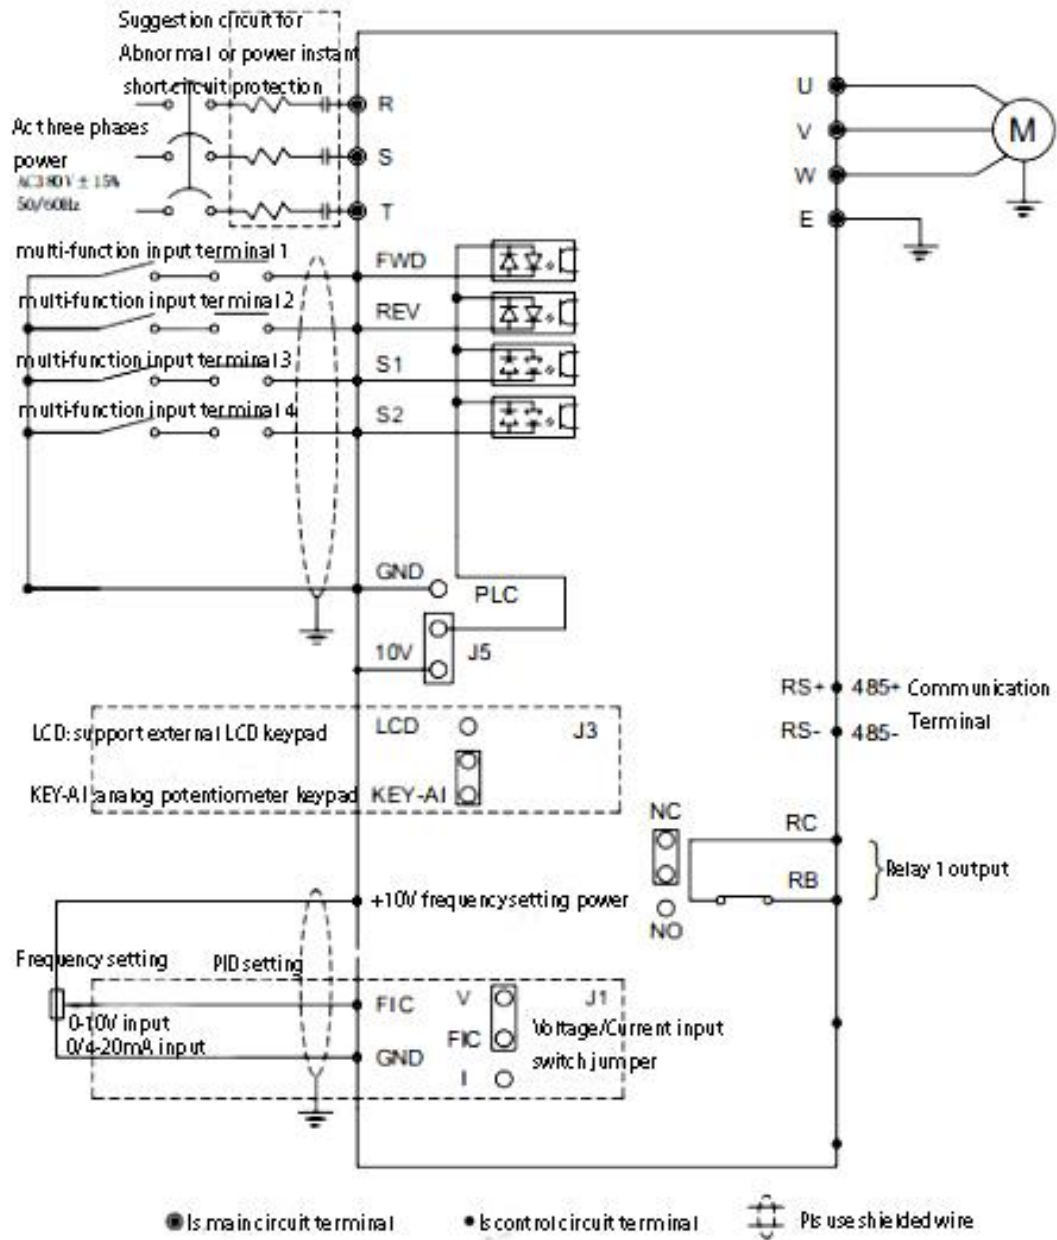 Suggestion circuit for
Abnormal or power instant
short-circuit protection
Ac three phases
power
AC380V ± 15%
50/60Hz
R
S
T
U
V
W
E
M
multi-function input terminal 1
FWD
multi-function input terminal 2
REV
multi-function input terminal 3
S1
multi-function input terminal 4
S2
GND
PLC
10V
J5
RS+ 485+ Communication
Terminal
RS- 485-
LCD: support external LCD keypad
LCD
J3
KEY-AI analog potentiometer keypad
KEY-AI
NC
RC
RB
Relay 1 output
NO
+10V frequency setting power
Frequency setting
PID setting
0-10V input
0/4-20mA input
FIC
GND
V
FIC
I
J1
Voltage/Current input
switch jumper
Is main circuit terminal
Is control circuit terminal
Pls use shielded wire